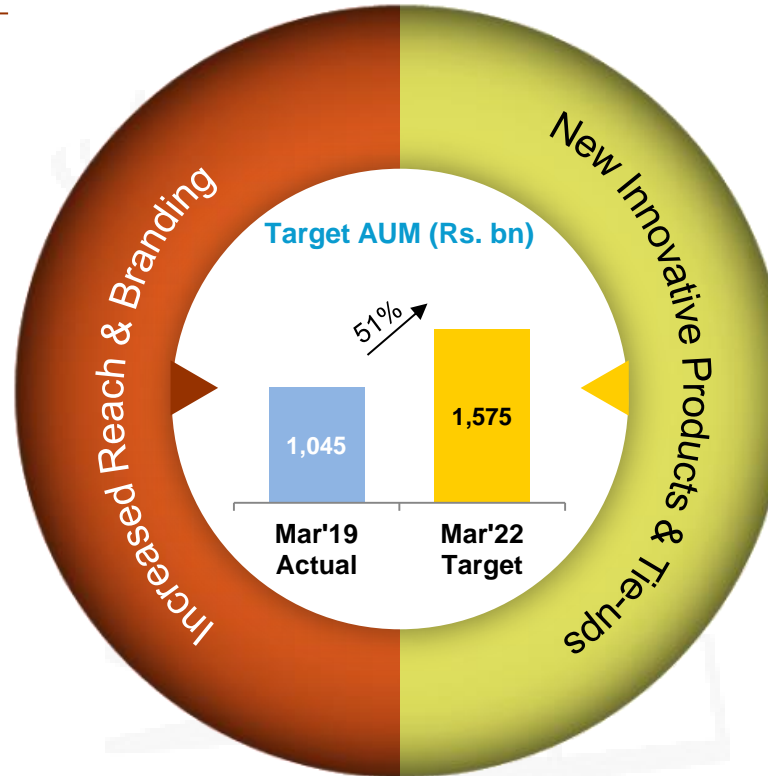 Increased Reach & Branding
New Innovative Products & Tie-ups
Target AUM (Rs. bn)
51%
1,045
1,575
Mar'19
Actual
Mar'22
Target